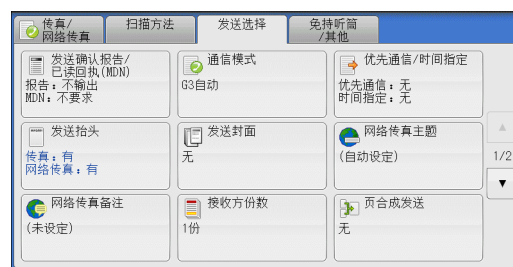 传真/
网络传真
扫描方法
发送选择
免持听筒
/其他
发送确认报告/
已读回执(MDN)
报告：不输出
MDN：不要求
通信模式
G3自动
优先通信/时间指定
优先通信：无
时间指定：无
发送抬头
传真：有
网络传真：有
发送封面
无
网络传真主题
(自动设定)
1/2
网络传真备注
(未设定)
接收方份数
1份
页合成发送
无